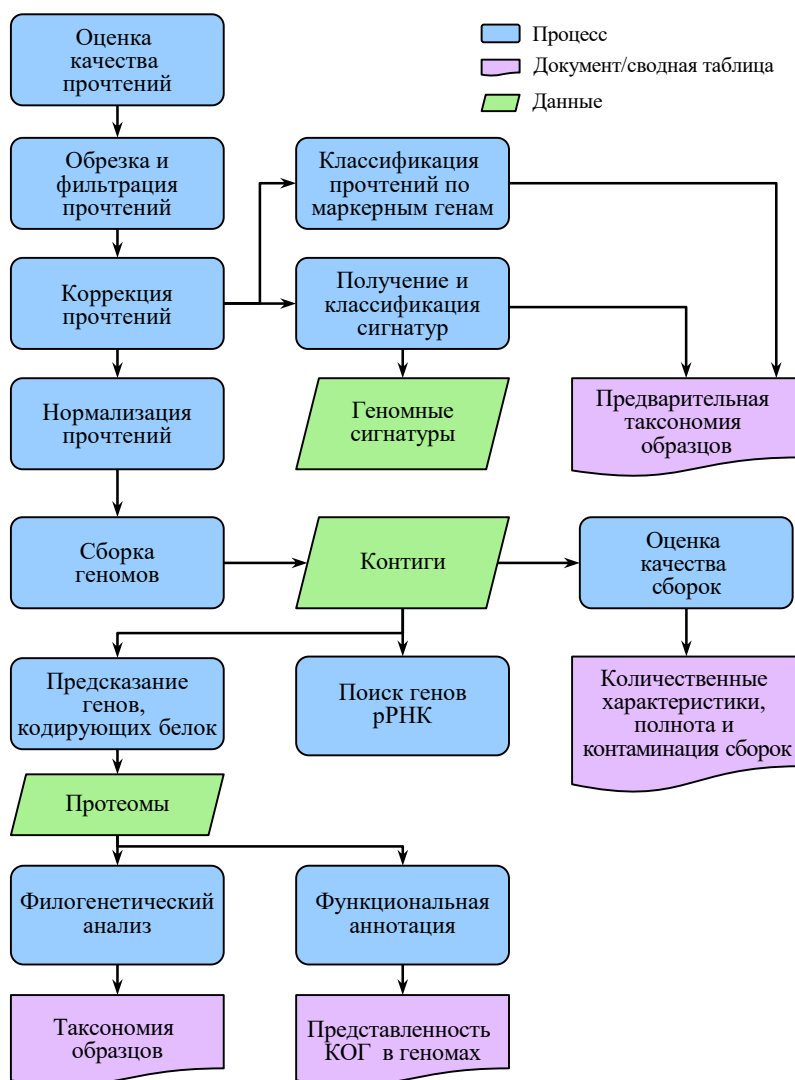 Оценка
качества
прочтений
Процесс
Документ/сводная таблица
Данные
Обрезка и
фильтрация
прочтений
Классификация
прочтений по
маркерным генам
Коррекция
прочтений
Получение и
классификация
сигнатур
Нормализация
прочтений
Геномные
сигнатуры
Предварительная
таксономия
образцов
Сборка
геномов
Контиги
Оценка
качества
сборок
Предсказание
генов,
кодирующих белок
Поиск генов
рРНК
Количественные
характеристики,
полнота и
контаминация сборок
Протеомы
Филогенетический
анализ
Функциональная
аннотация
Таксономия
образцов
Представленность
КОГ в геномах